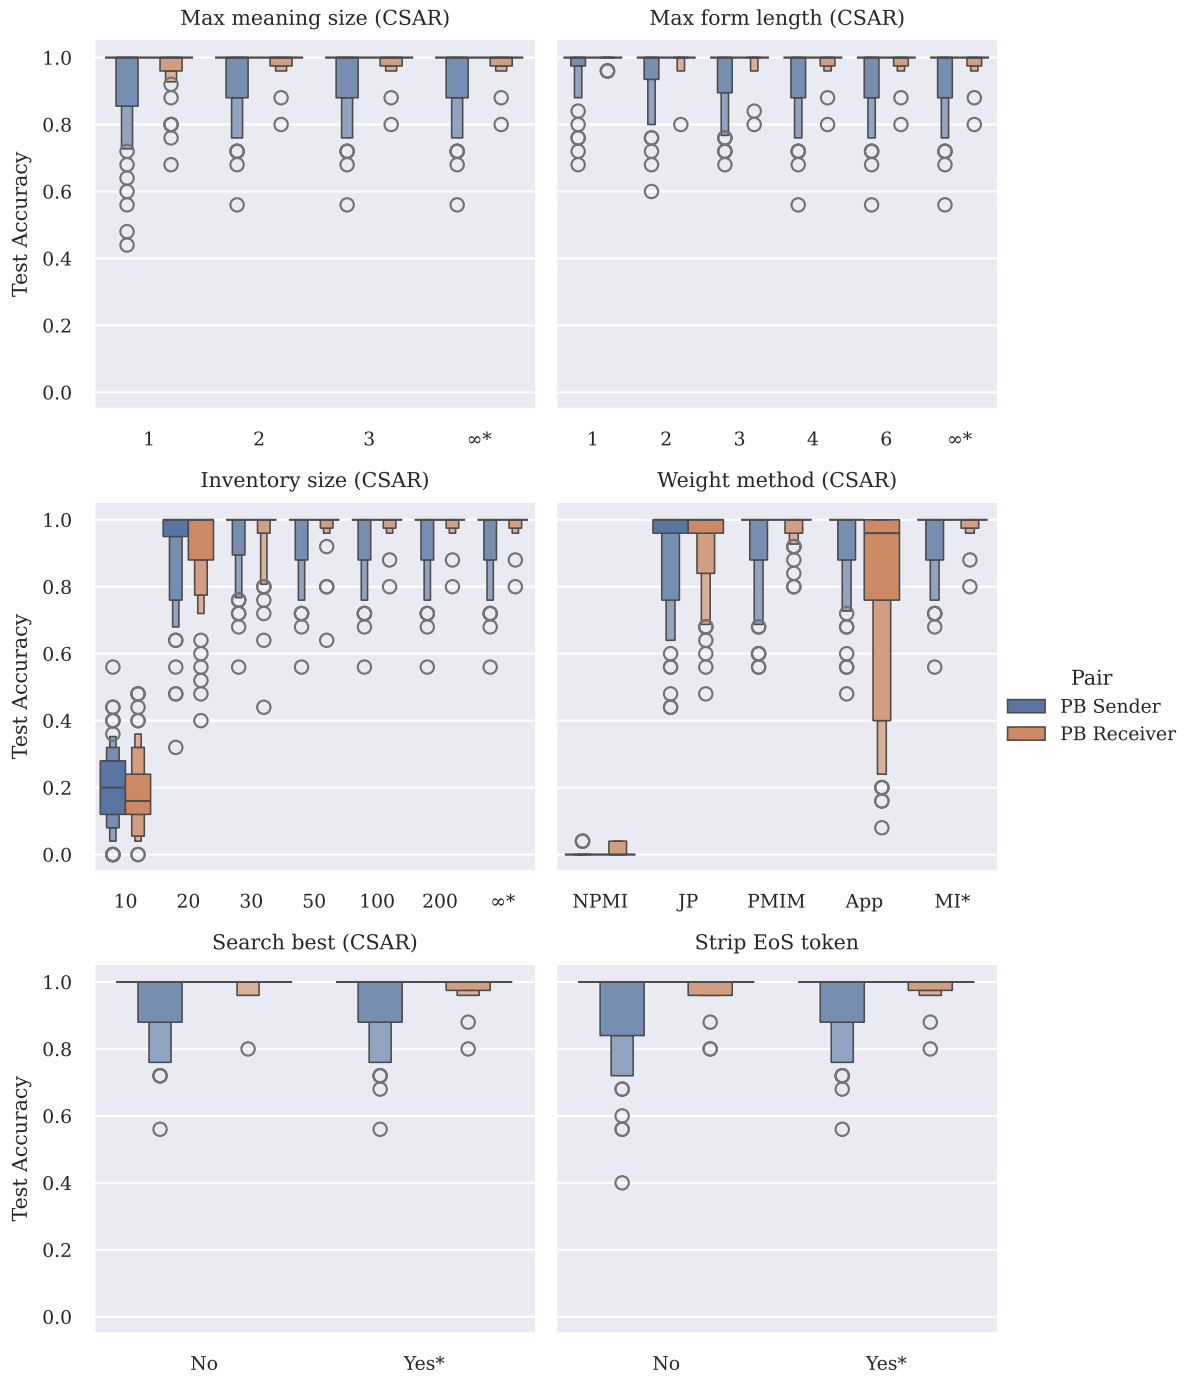 Max meaning size (CSAR)
Max form length (CSAR)
Test Accuracy
1.0
0.8
0.6
0.4
0.2
0.0
1 2 3 ∞*
1 2 3 4 6 ∞*
Inventory size (CSAR)
Weight method (CSAR)
Test Accuracy
1.0
0.8
0.6
0.4
0.2
0.0
10 20 30 50 100 200 ∞*
NPMI JP PMIM App MI*
Pair
PB Sender
PB Receiver
Search best (CSAR)
Strip EoS token
Test Accuracy
1.0
0.8
0.6
0.4
0.2
0.0
No Yes*
No Yes*